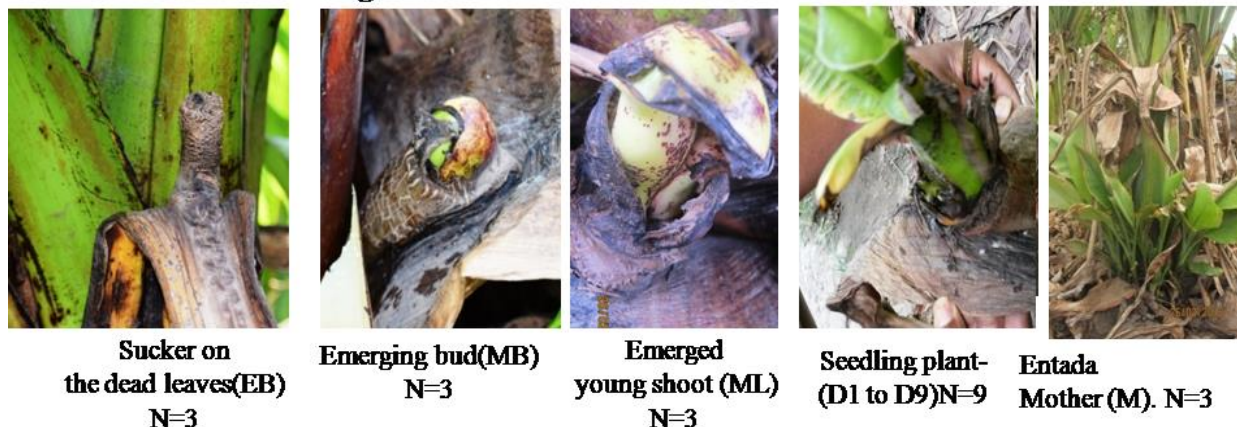 Sucker on
the dead leaves(EB)
N=3
Emerging bud(MB)
N=3
Emerged
young shoot (ML)
N=3
Seedling plant-
(D1 to D9)N=9
Entada
Mother (M). N=3